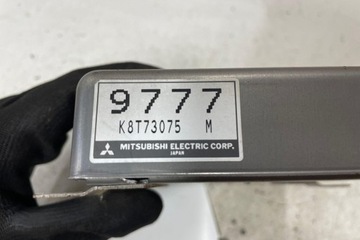 9777
K8T73075 M
MITSUBISHI ELECTRIC CORP.
JAPAN